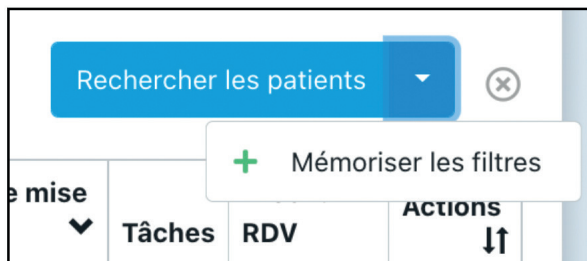 Rechercher les patients
+ Mémoriser les filtres
e mise
Tâches
RDV
Actions